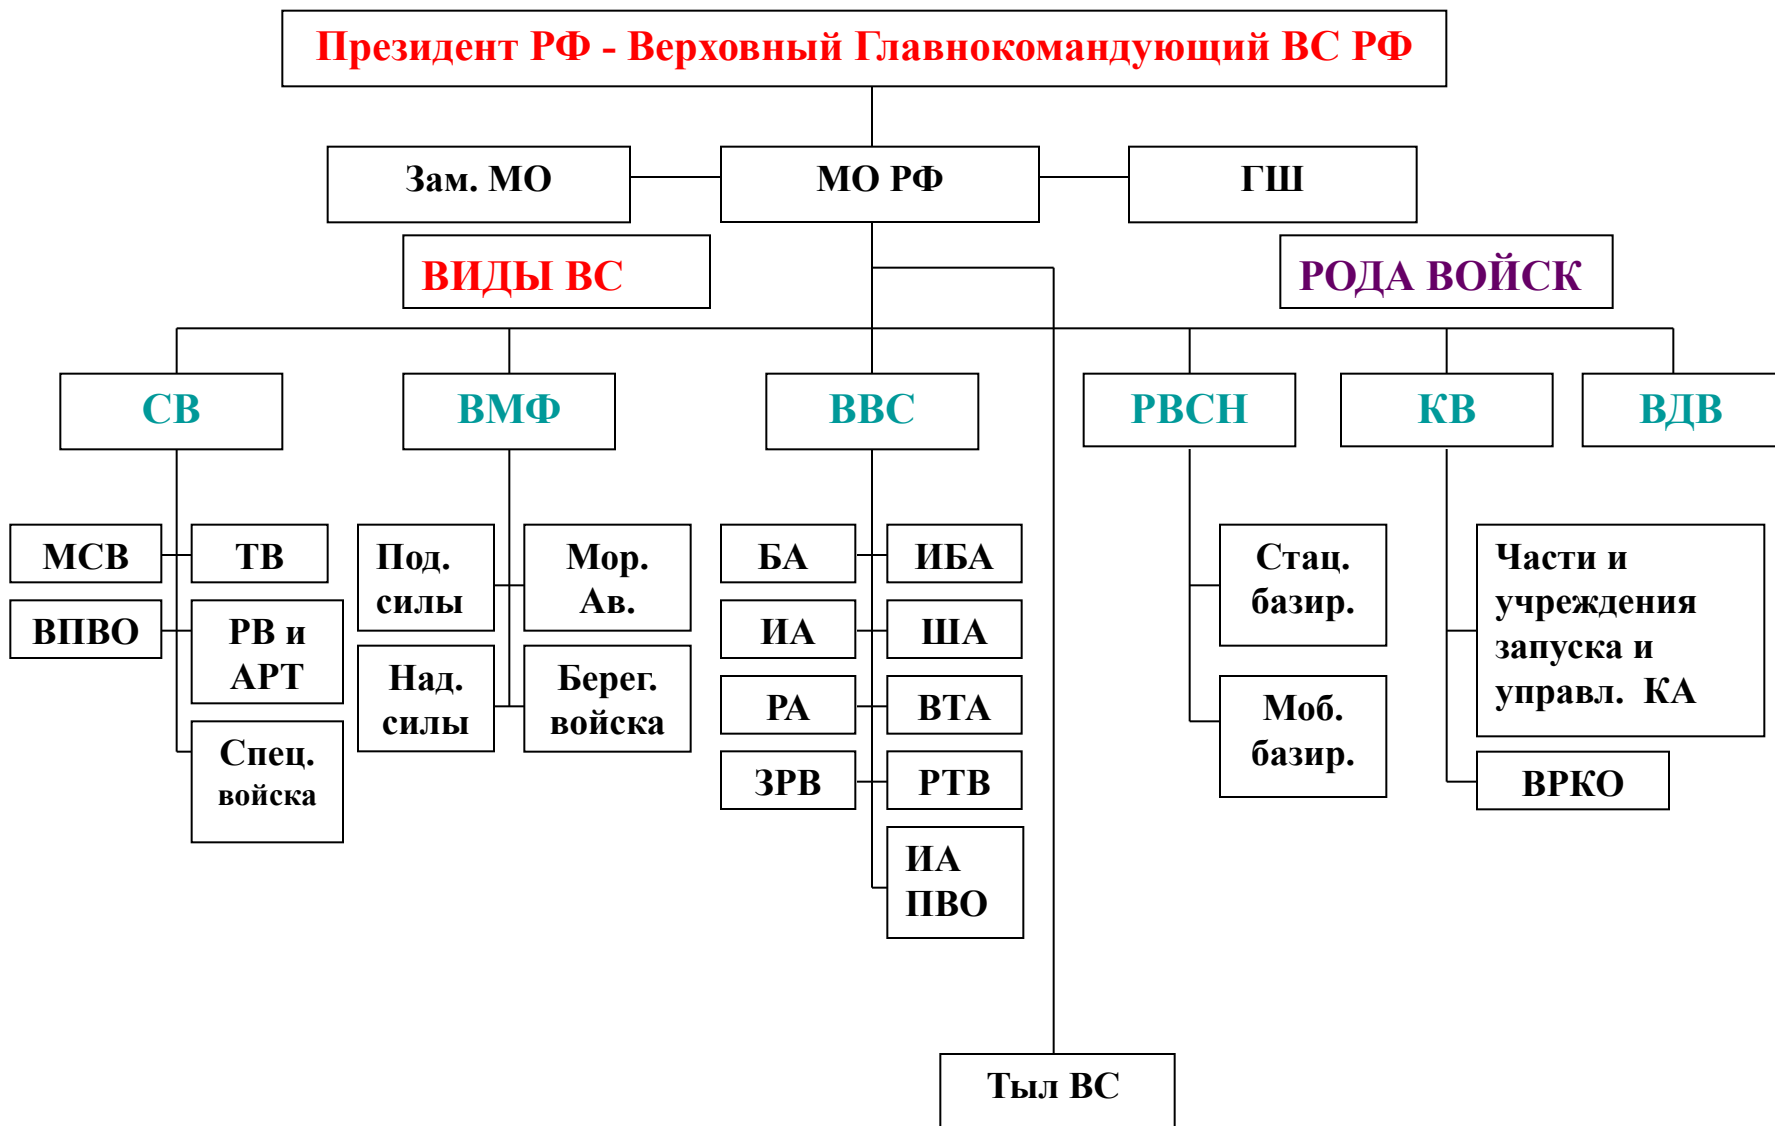 Президент РФ - Верховный Главнокомандующий ВС РФ
Зам. МО
МО РФ
ГШ
ВИДЫ ВС
РОДА ВОЙСК
СВ
ВМФ
ВВС
РВСН
КВ
ВДВ
МСВ
ТВ
ВПВО
РВ и
АРТ
Спец.
войска
Под.
силы
Мор.
Ав.
Над.
силы
Берег.
войска
БА
ИБА
ИА
ША
РА
ВТА
ЗРВ
РТВ
ИА
ПВО
Стац.
базир.
Моб.
базир.
Части и
учреждения
запуска и
управл. КА
ВРКО
Тыл ВС